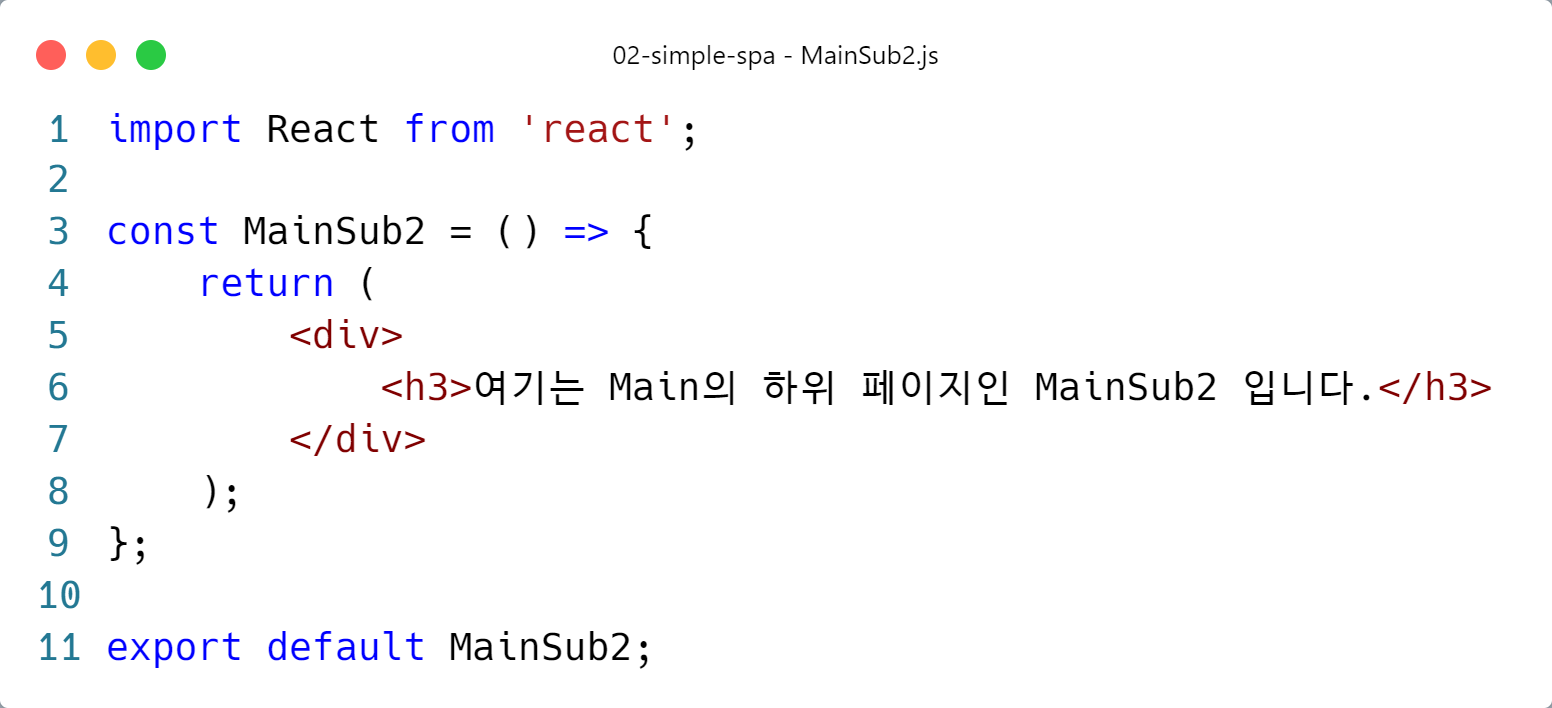 02-simple-spa - MainSub2.js
1 import React from 'react';
2
3 const MainSub2 = () => {
4     return (
5         <div>
6             <h3>여기는 Main의 하위 페이지인 MainSub2 입니다.</h3>
7         </div>
8     );
9 };
10
11 export default MainSub2;